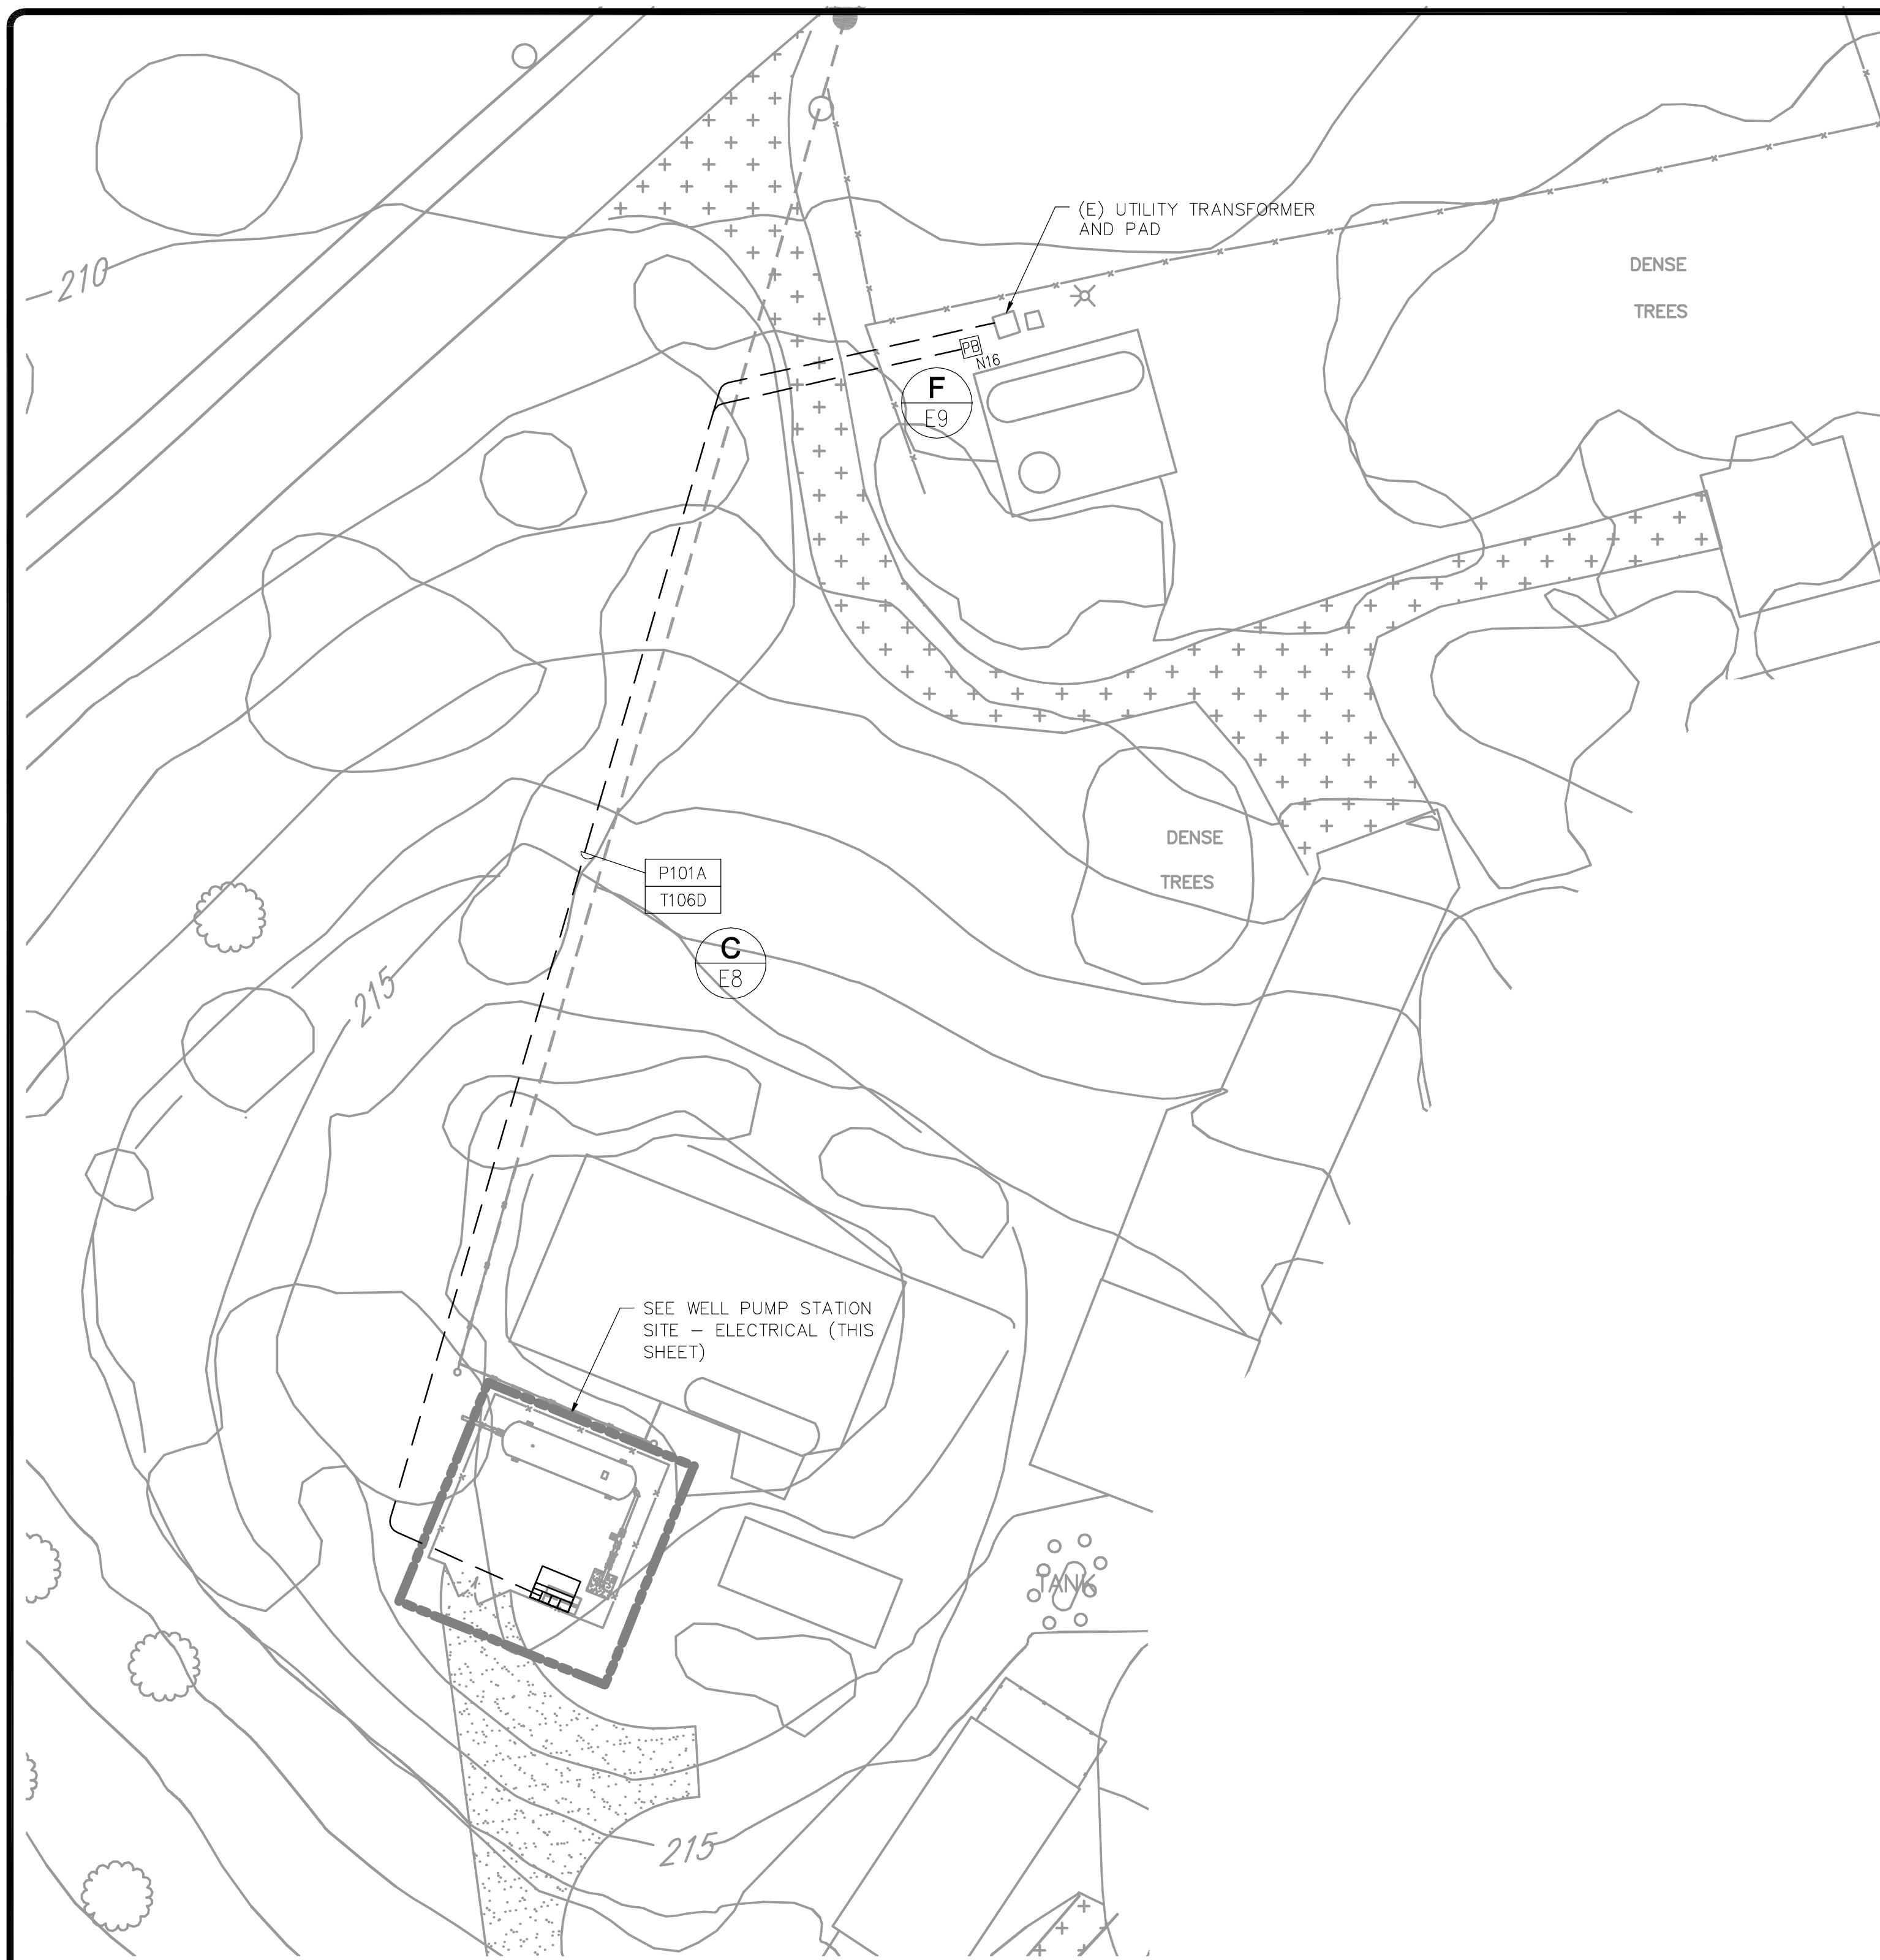 (E) UTILITY TRANSFORMER
AND PAD
210
DENSE
TREES
PB
N16
F
E9
DENSE
TREES
P101A
T106D
C
E8
215
SEE WELL PUMP STATION
SITE – ELECTRICAL (THIS
SHEET)
TANK
215